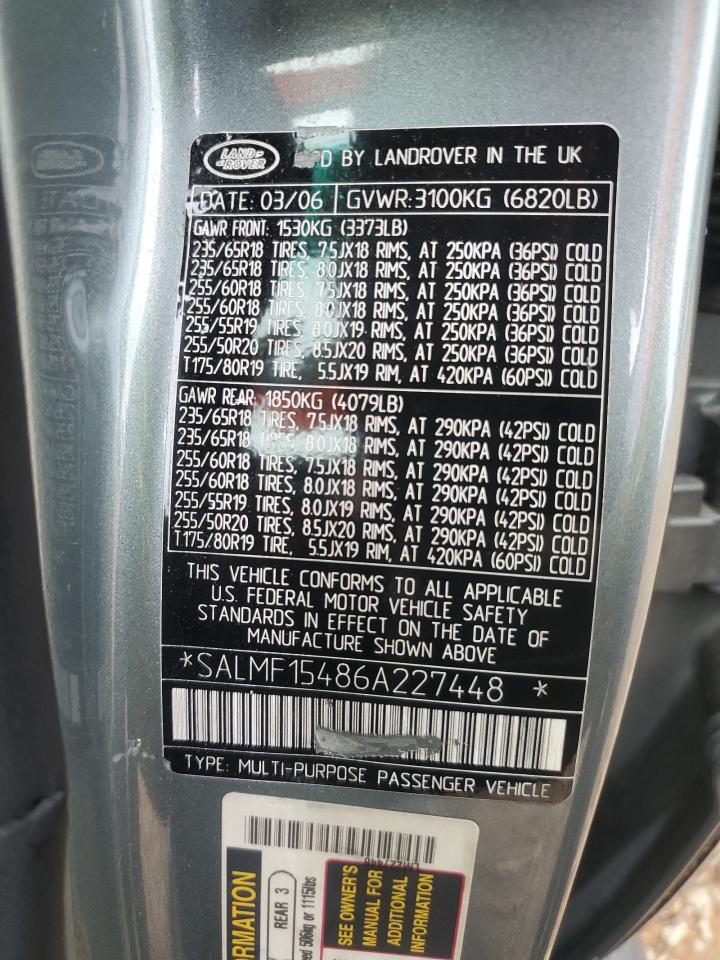 LAND-
-ROVER
D BY LANDROVER IN THE UK
DATE: 03/06 GVWR:3100KG (6820LB)
GAWR FRONT: 1530KG (3373LB)
235/65R18 TIRES, 7.5JX18 RIMS, AT 250KPA (36PSI) COLD
235/65R18 TIRES, 8.0JX18 RIMS, AT 250KPA (36PSI) COLD
255/60R18 TIRES, 7.5JX18 RIMS, AT 250KPA (36PSI) COLD
255/60R18 TIRES, 8.0JX18 RIMS, AT 250KPA (36PSI) COLD
255/55R19 TIRES, 8.0JX19 RIMS, AT 250KPA (36PSI) COLD
255/50R20 TIRES, 8.5JX20 RIMS, AT 250KPA (36PSI) COLD
T175/80R19 TIRE, 5.5JX19 RIM, AT 420KPA (60PSI) COLD
GAWR REAR: 1850KG (4079LB)
235/65R18 TIRES, 7.5JX18 RIMS, AT 290KPA (42PSI) COLD
235/65R18 TIRES, 8.0JX18 RIMS, AT 290KPA (42PSI) COLD
255/60R18 TIRES, 7.5JX18 RIMS, AT 290KPA (42PSI) COLD
255/60R18 TIRES, 8.0JX18 RIMS, AT 290KPA (42PSI) COLD
255/55R19 TIRES, 8.0JX19 RIMS, AT 290KPA (42PSI) COLD
255/50R20 TIRES, 8.5JX20 RIMS, AT 290KPA (42PSI) COLD
T175/80R19 TIRE, 5.5JX19 RIM, AT 420KPA (60PSI) COLD
THIS VEHICLE CONFORMS TO ALL APPLICABLE
U.S. FEDERAL MOTOR VEHICLE SAFETY
STANDARDS IN EFFECT ON THE DATE OF
MANUFACTURE SHOWN ABOVE
*SALMF15486A227448 *
TYPE: MULTI-PURPOSE PASSENGER VEHICLE
RMATION
REAR 3
ed 506kg or 1115lbs
SEE OWNER'S
MANUAL FOR
ADDITIONAL
INFORMATION